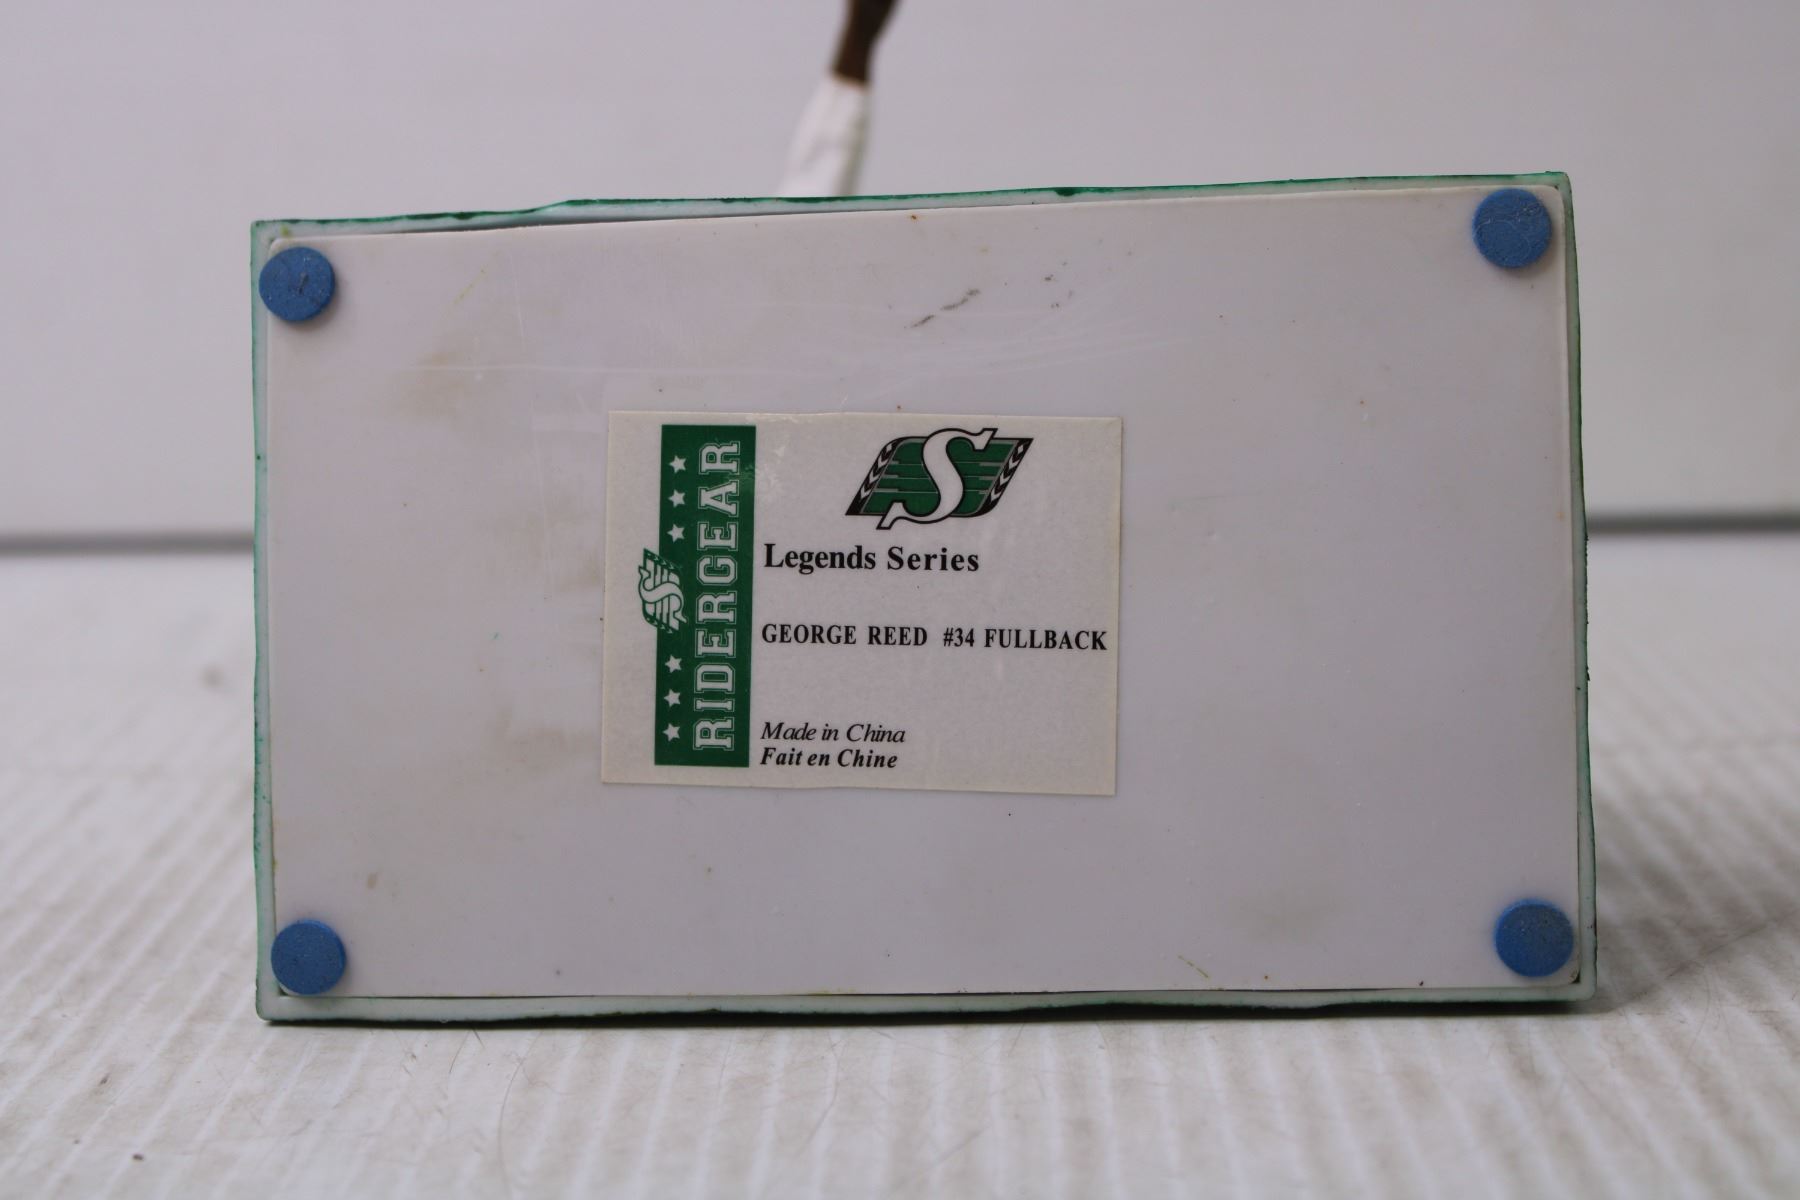 RIDERGEAR
S
Legends Series
GEORGE REED #34 FULLBACK
Made in China
Fait en Chine